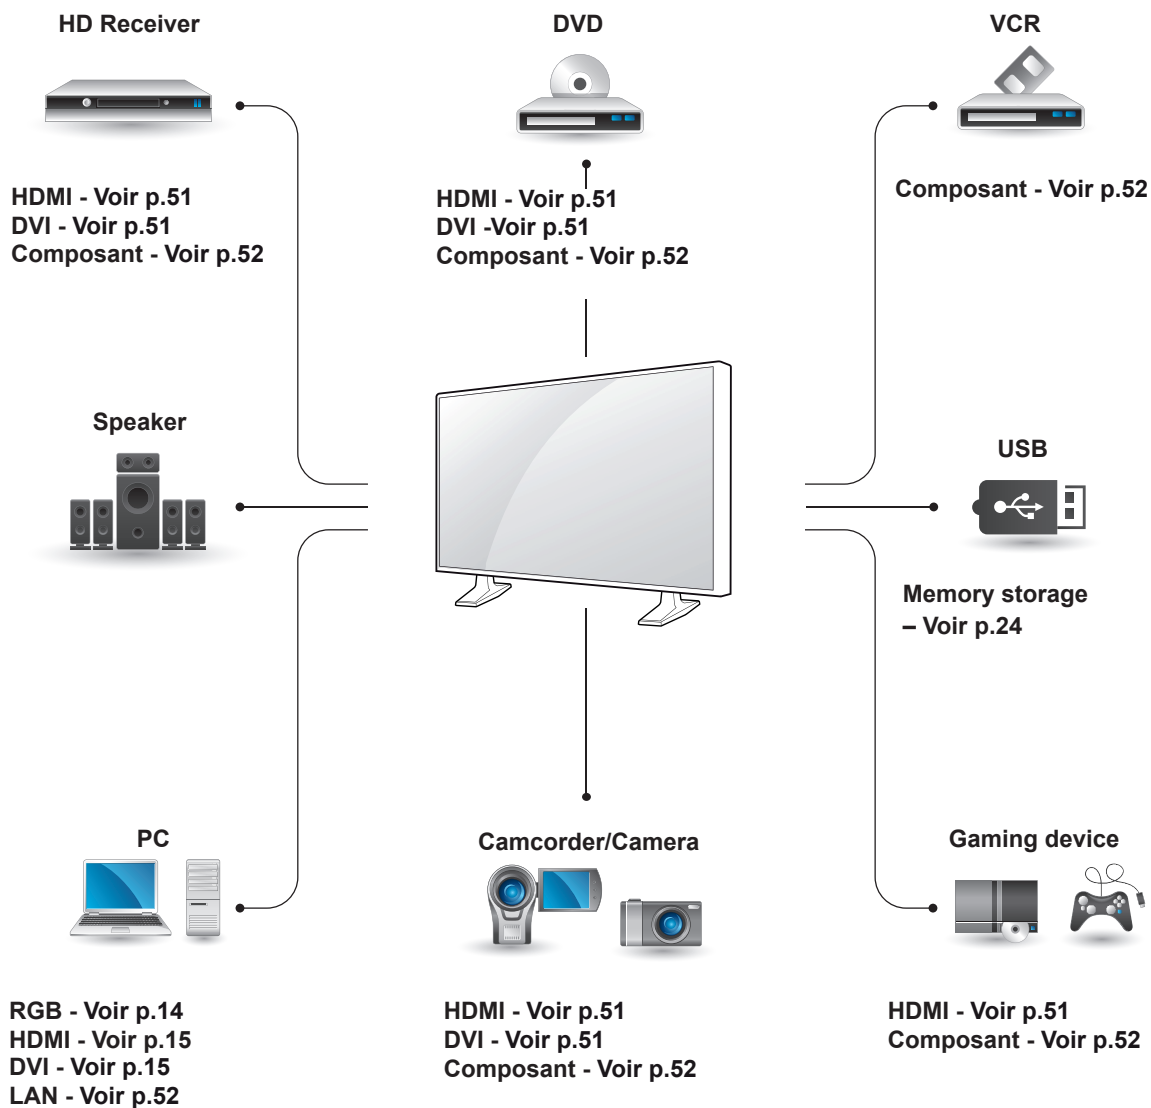 HD Receiver
HDMI - Voir p.51
DVI - Voir p.51
Composant - Voir p.52
DVD
HDMI - Voir p.51
DVI -Voir p.51
Composant - Voir p.52
VCR
Composant - Voir p.52
Speaker
USB
Memory storage
– Voir p.24
PC
RGB - Voir p.14
HDMI - Voir p.15
DVI - Voir p.15
LAN - Voir p.52
Camcorder/Camera
HDMI - Voir p.51
DVI - Voir p.51
Composant - Voir p.52
Gaming device
HDMI - Voir p.51
Composant - Voir p.52